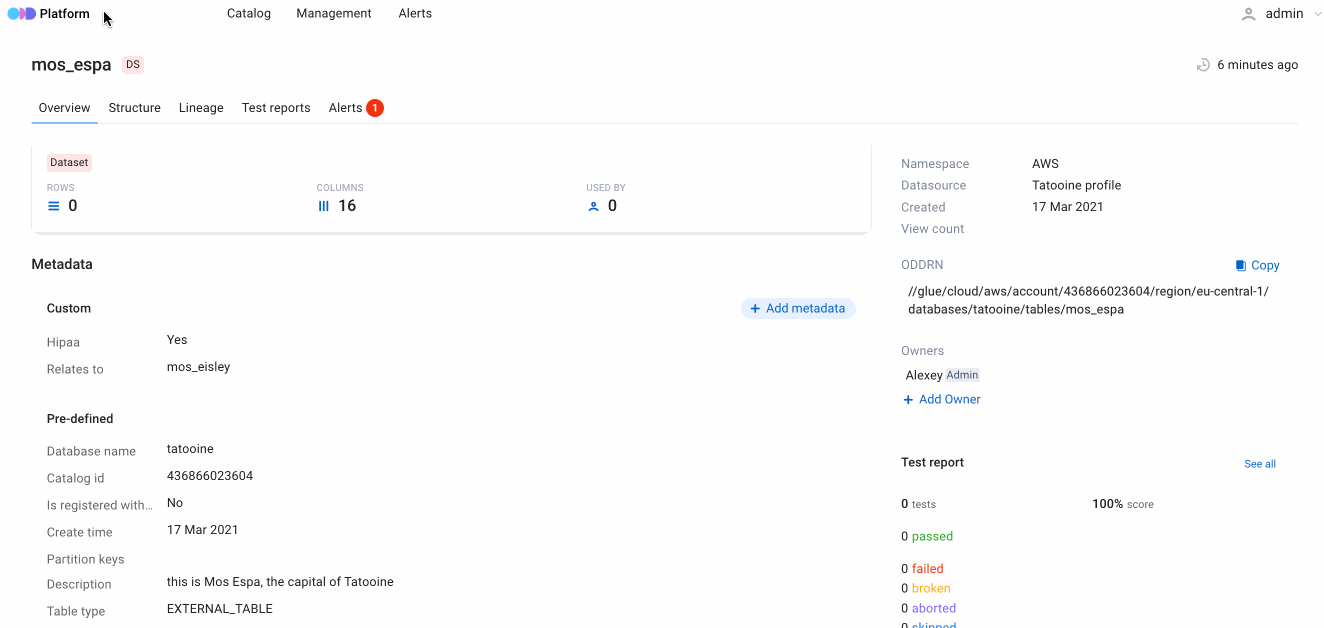 Platform Catalog Management Alerts admin
mos_espa DS 6 minutes ago
Overview Structure Lineage Test reports Alerts 1
Dataset
ROWS COLUMNS USED BY
0 16 0
Namespace AWS
Datasource Tatooine profile
Created 17 Mar 2021
View count
ODDRN Copy
//glue/cloud/aws/account/436866023604/region/eu-central-1/
databases/tatooine/tables/mos_espa
Owners
Alexey Admin
+ Add Owner
Metadata
Custom + Add metadata
Hipaa Yes
Relates to mos_eisley
Pre-defined
Database name tatooine
Catalog id 436866023604
Is registered with... No
Create time 17 Mar 2021
Partition keys
Description this is Mos Espa, the capital of Tatooine
Table type EXTERNAL_TABLE
Test report See all
0 tests 100% score
0 passed
0 failed
0 broken
0 aborted
0 skipped